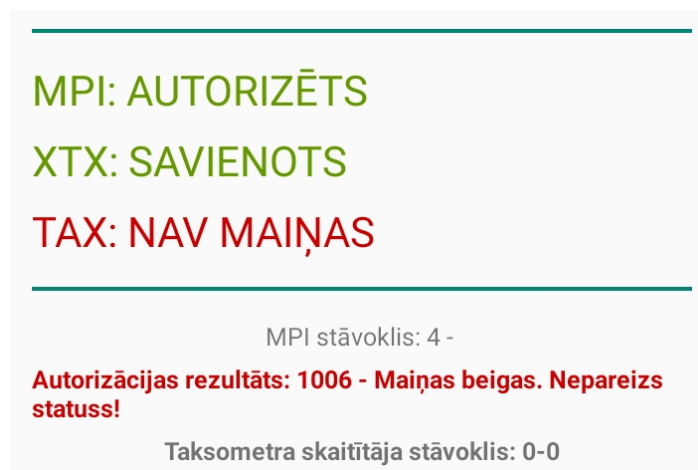 MPI: AUTORIZĒTS
XTX: SAVIENOTS
TAX: NAV MAIŅAS
MPI stāvoklis: 4 -
Autorizācijas rezultāts: 1006 - Maiņas beigas. Nepareizs
statuss!
Taksometra skaitītāja stāvoklis: 0-0